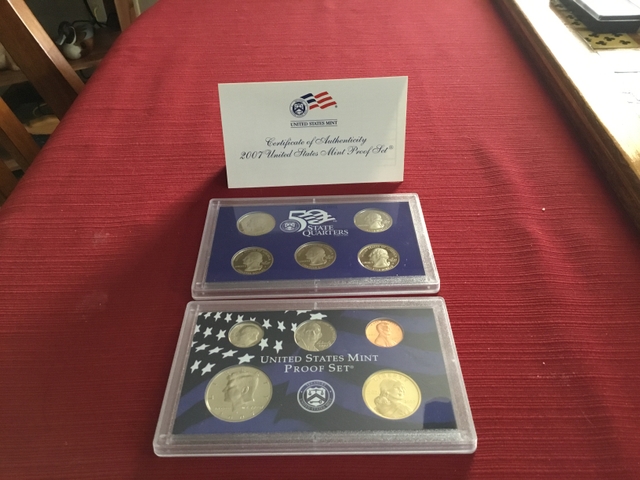 UNITED STATES MINT
Certificate of Authenticity
2007 United States Mint Proof Set®
50
STATE
QUARTERS
UNITED STATES MINT
PROOF SET